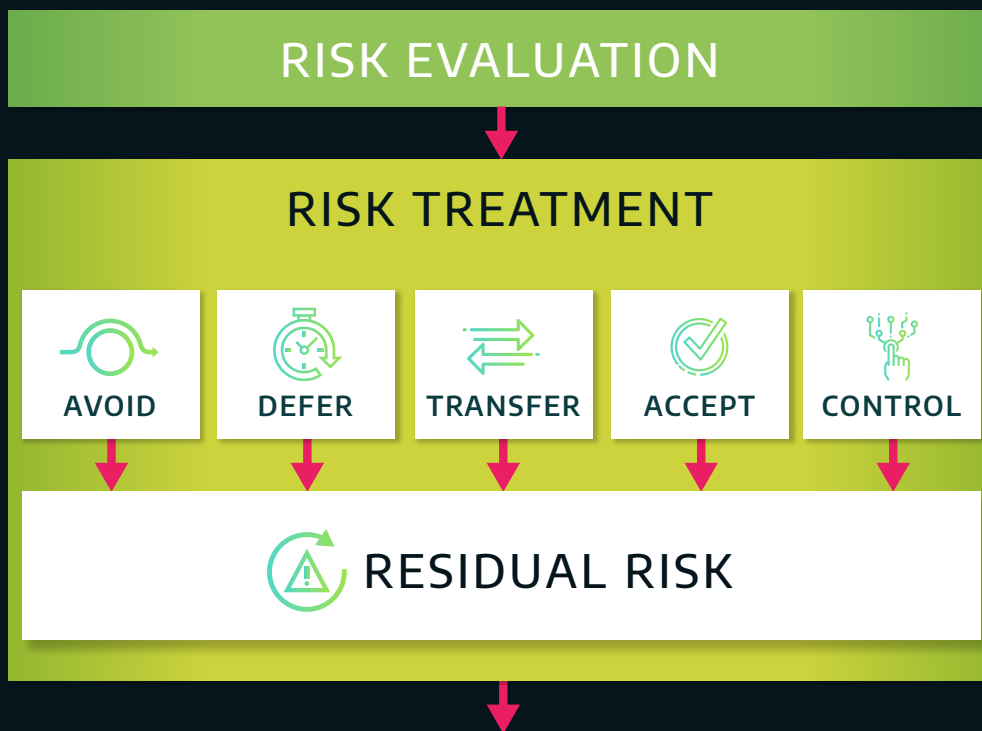 RISK EVALUATION
RISK TREATMENT
AVOID
DEFER
TRANSFER
ACCEPT
CONTROL
RESIDUAL RISK